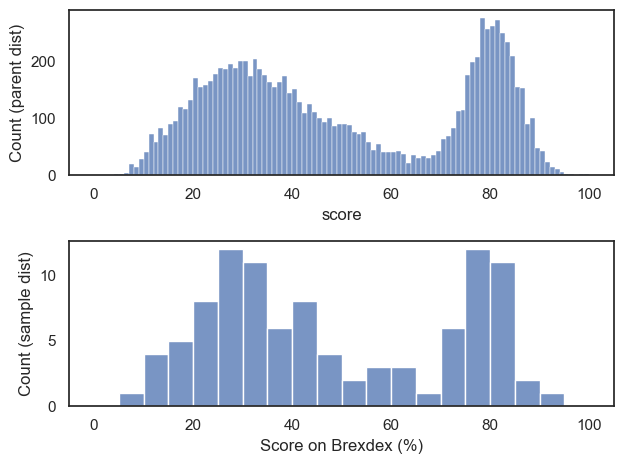 Count (parent dist)
200
100
0
0 20 40 60 80 100
score
Count (sample dist)
10
5
0
0 20 40 60 80 100
Score on Brexdex (%)